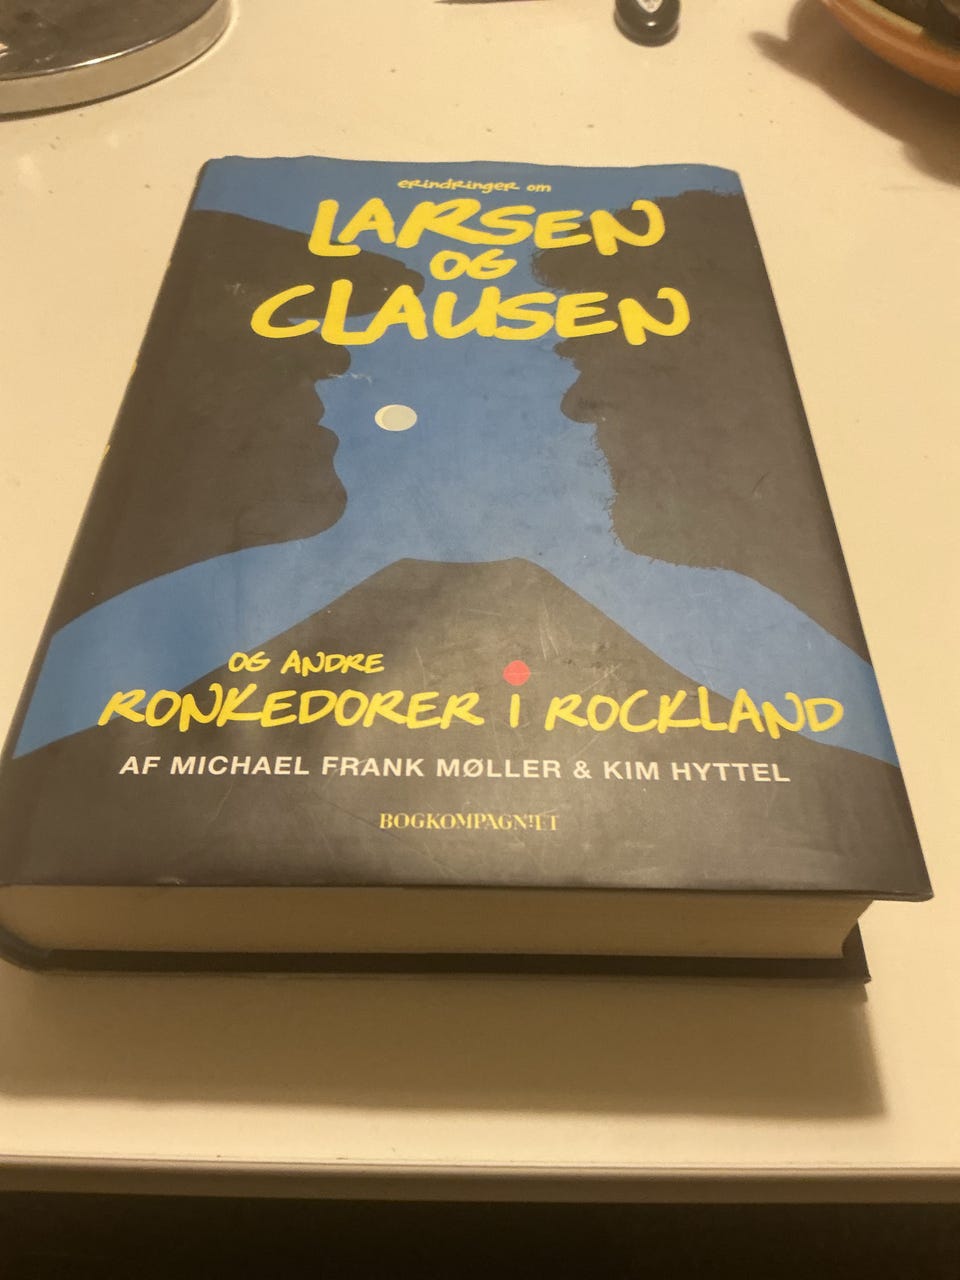 erindringer om
LARSEN
OG
CLAUSEN
OG ANDRE
RONKEDORER i ROCKLAND
AF MICHAEL FRANK MØLLER & KIM HYTTEL
BOGKOMPAGNIET